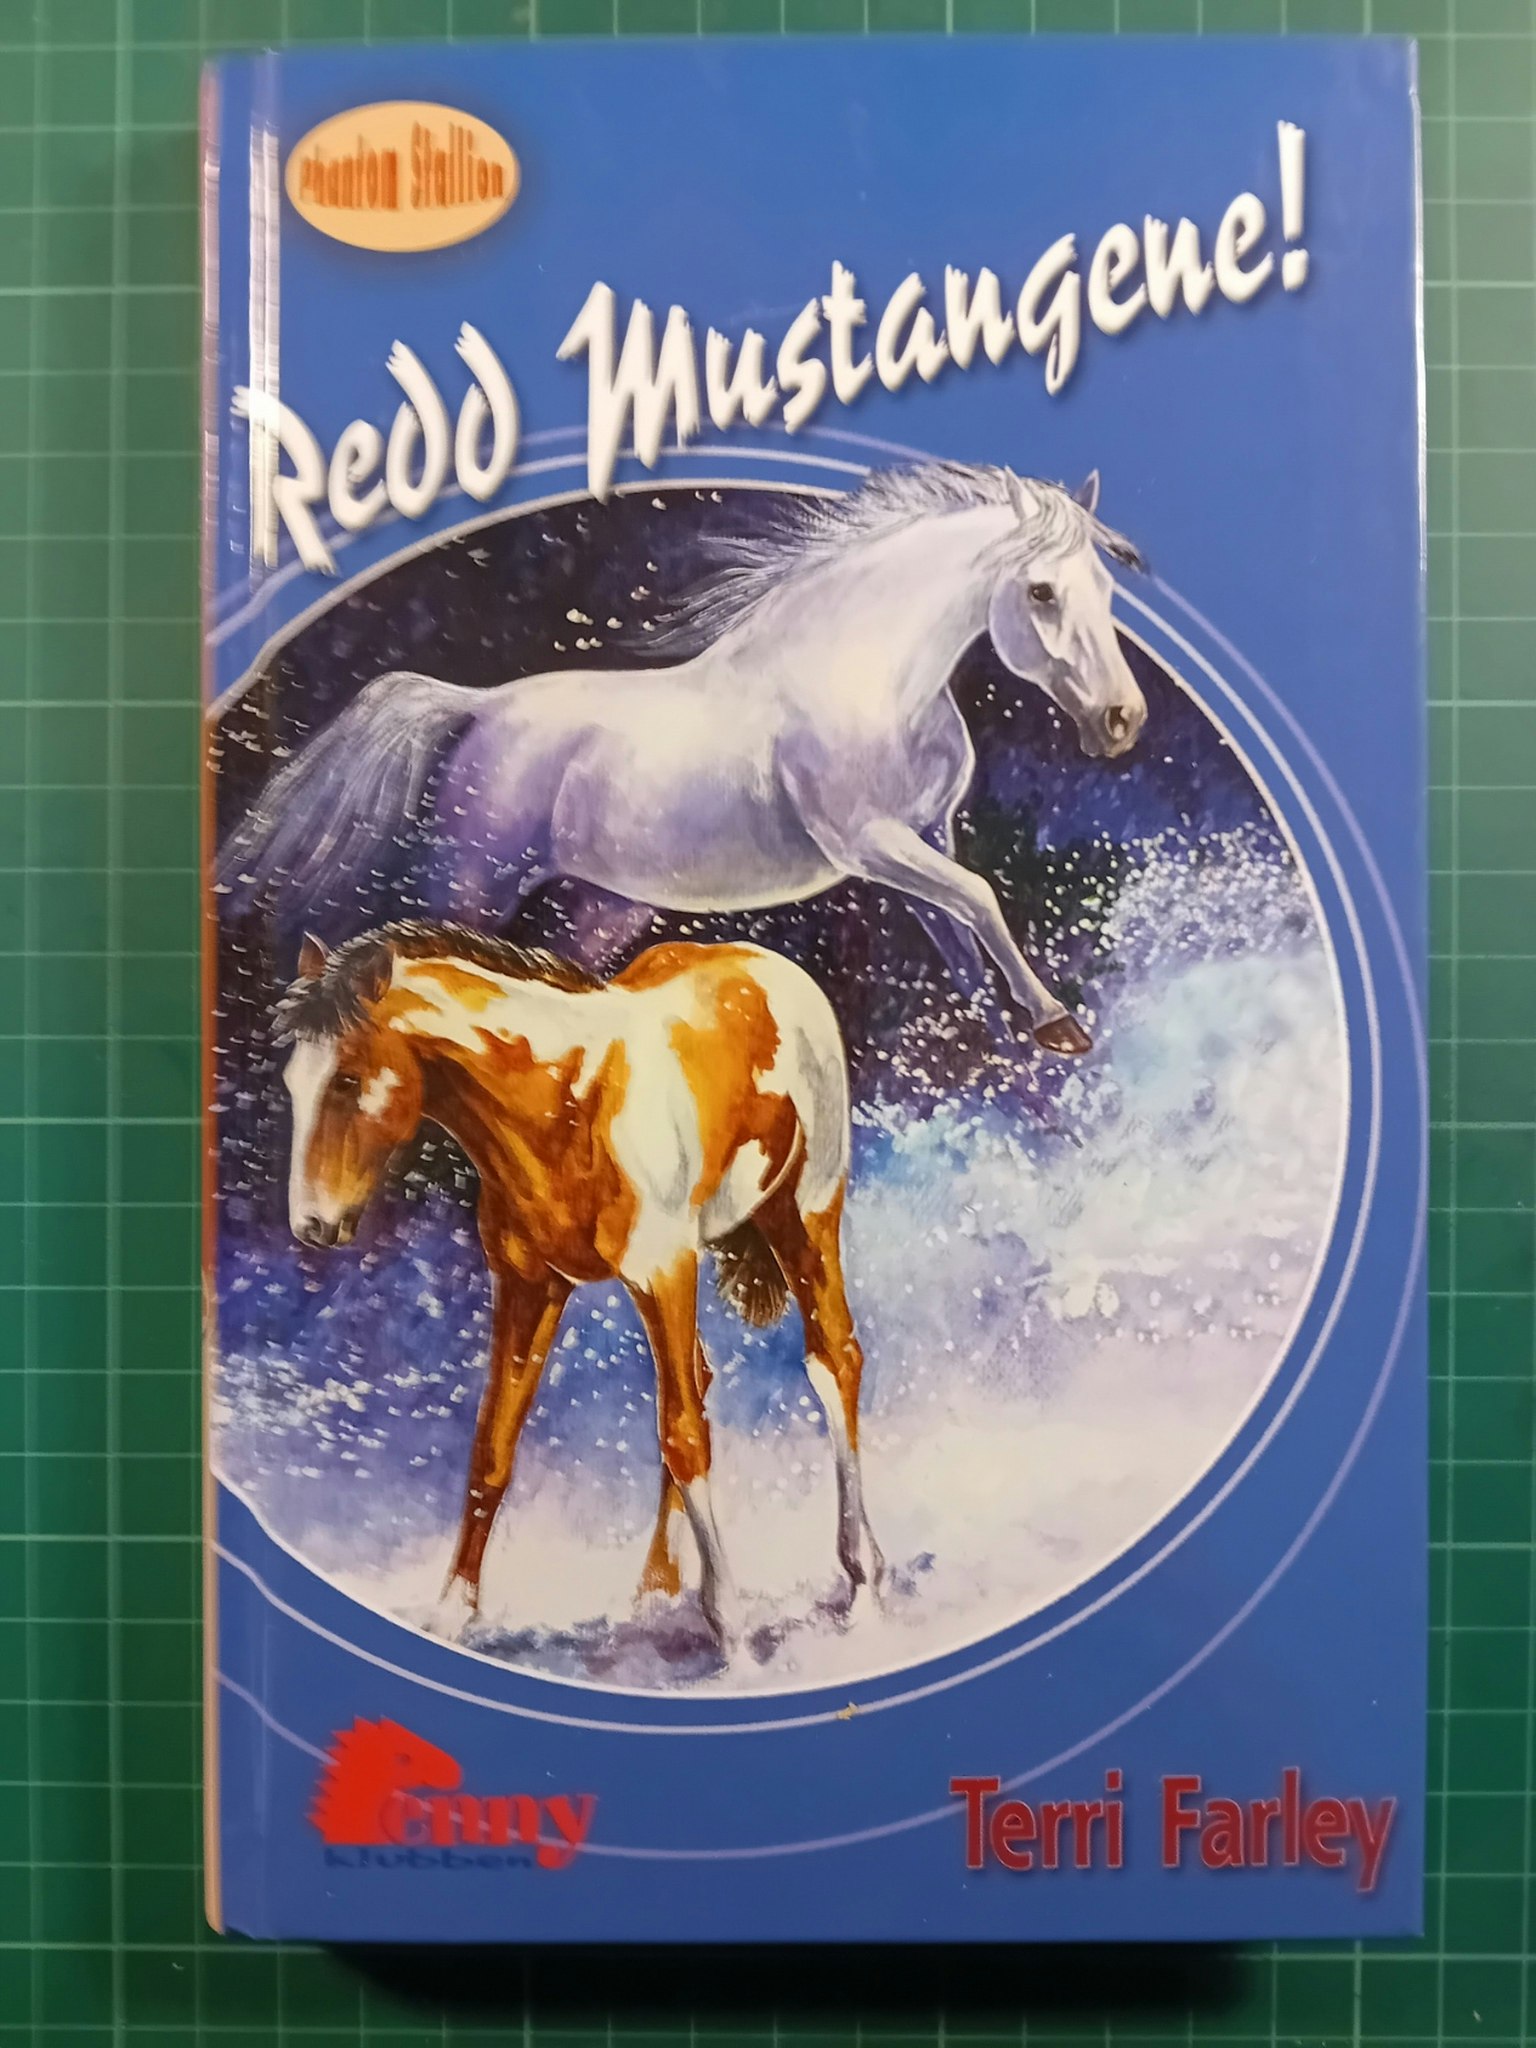 Phantom Stallion
Redd Mustangene!
Penny
klubben
Terri Farley